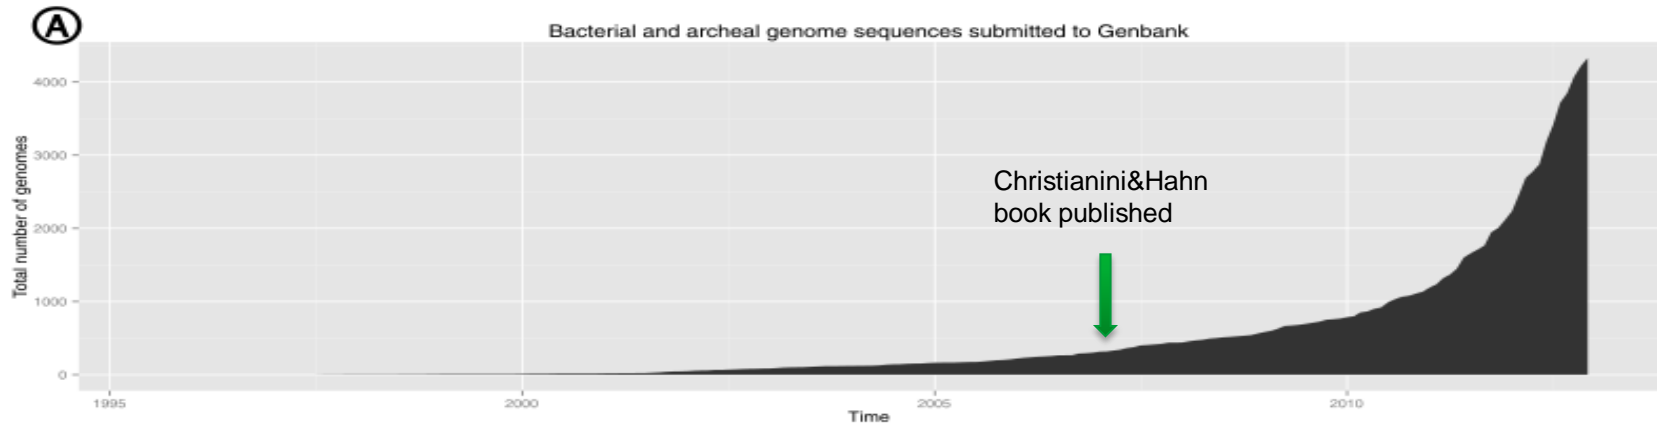 A
Bacterial and archeal genome sequences submitted to Genbank
Total number of genomes
4000
3000
2000
1000
0
Christianini&Hahn
book published
1995
2000
2005
2010
Time